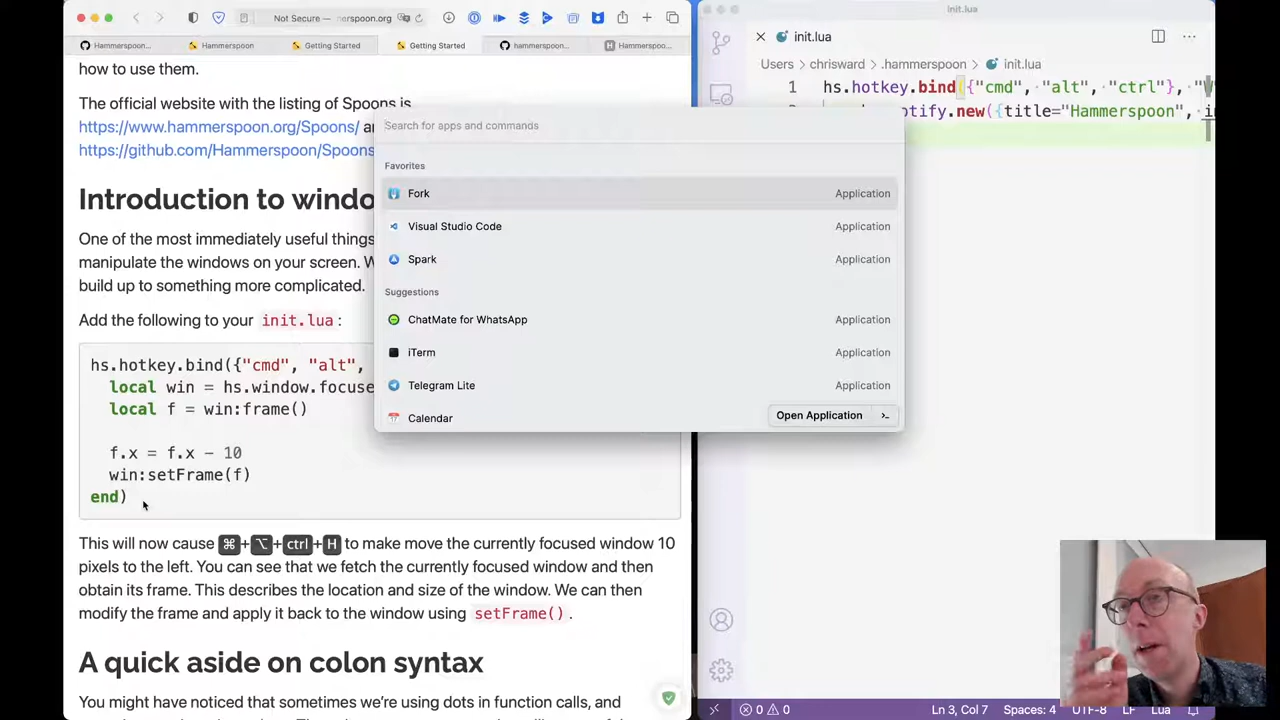 Not Secure — nerspoon.org
Hammerspoon...
Hammerspoon
Getting Started
Getting Started
hammerspoon...
Hammerspoo...
how to use them.
The official website with the listing of Spoons is
https://www.hammerspoon.org/Spoons/ an
https://github.com/Hammerspoon/Spoons
Introduction to windo
One of the most immediately useful things
manipulate the windows on your screen. W
build up to something more complicated.
Add the following to your init.lua :
hs.hotkey.bind({"cmd", "alt",
local win = hs.window.focuse
local f = win:frame()
f.x = f.x - 10
win:setFrame(f)
end)
This will now cause ⌘+⌥+ctrl+H to make move the currently focused window 10
pixels to the left. You can see that we fetch the currently focused window and then
obtain its frame. This describes the location and size of the window. We can then
modify the frame and apply it back to the window using setFrame() .
A quick aside on colon syntax
You might have noticed that sometimes we're using dots in function calls, and
Search for apps and commands
Favorites
Fork Application
Visual Studio Code Application
Spark Application
Suggestions
ChatMate for WhatsApp Application
iTerm Application
Telegram Lite Application
Calendar
Open Application
init.lua
init.lua
Users > chrisward > .hammerspoon > init.lua
1 hs.hotkey.bind({"cmd", "alt", "ctrl"}, "W
2 otify.new({title="Hammerspoon", in
0 0
Ln 3, Col 7 Spaces: 4 UTF-8 LF Lua